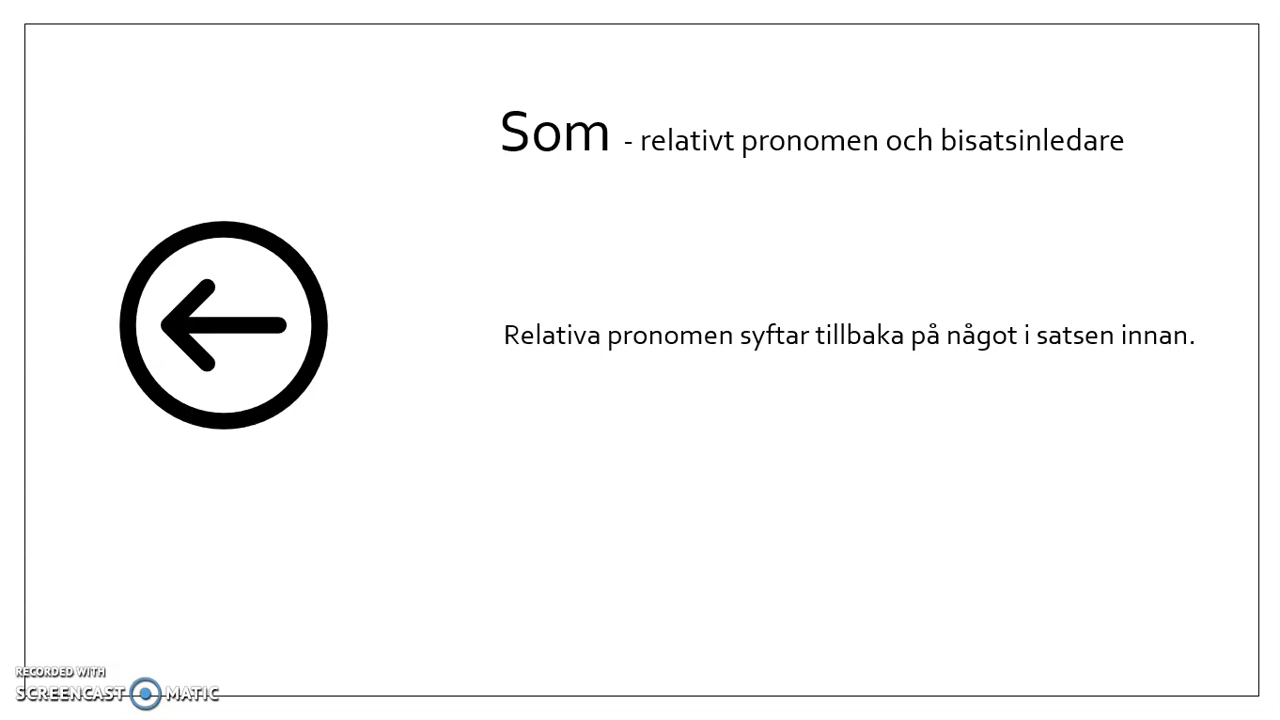 Som - relativt pronomen och bisatsinledare
Relativa pronomen syftar tillbaka på något i satsen innan.
RECORDED WITH
SCREENCAST MATIC